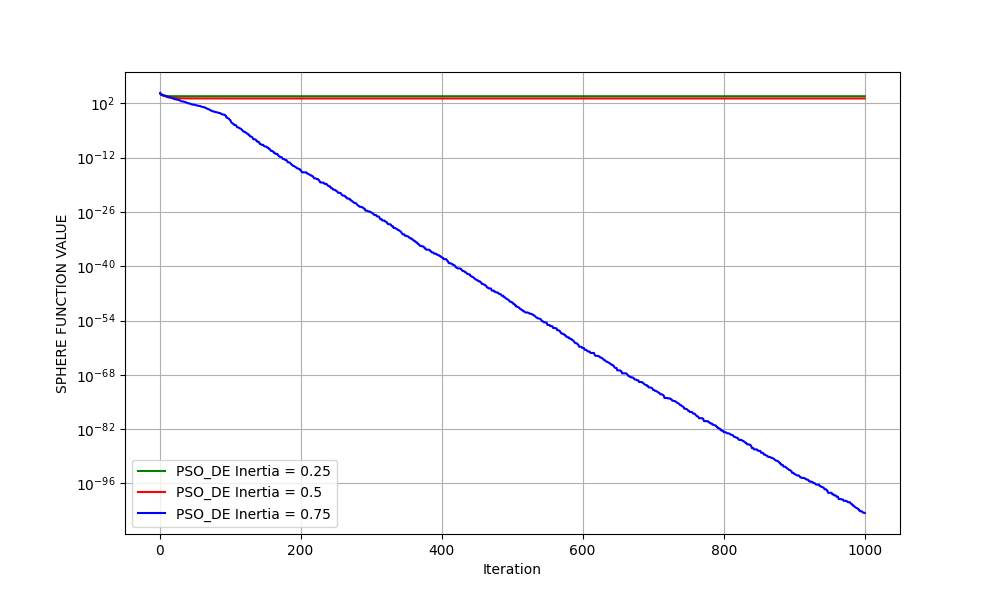 SPHERE FUNCTION VALUE
10^2
10^-12
10^-26
10^-40
10^-54
10^-68
10^-82
10^-96
PSO_DE Inertia = 0.25
PSO_DE Inertia = 0.5
PSO_DE Inertia = 0.75
0 200 400 600 800 1000
Iteration